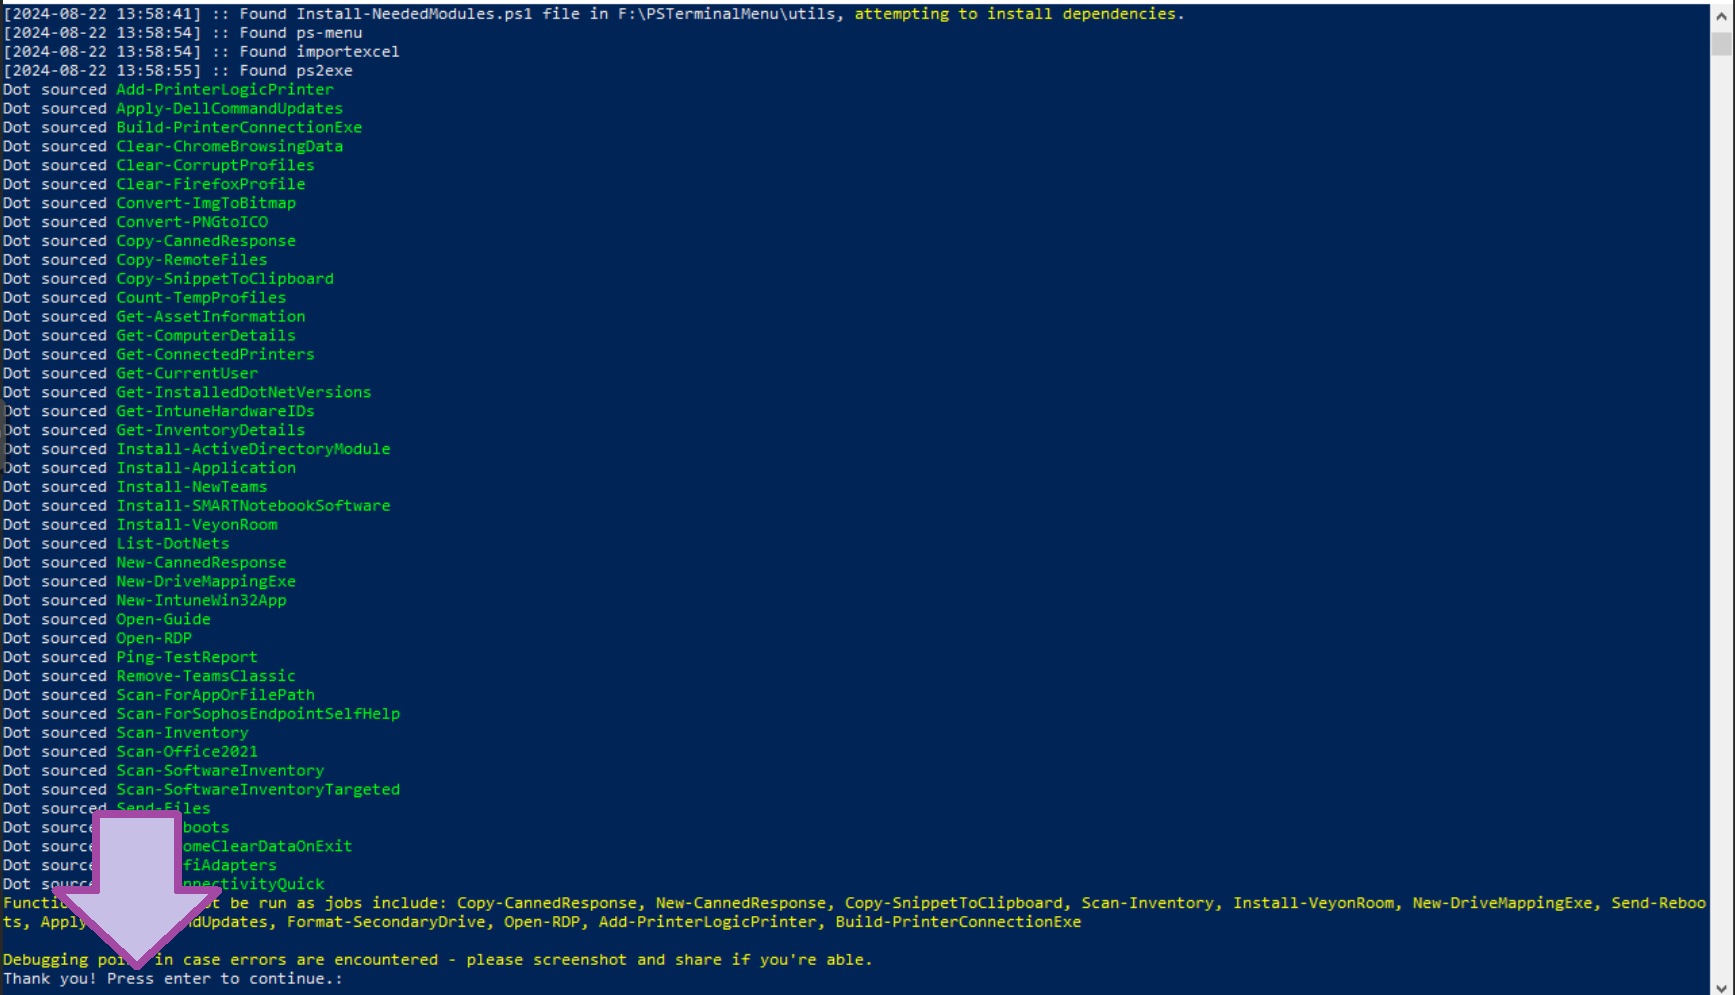 [2024-08-22 13:58:41] :: Found Install-NeededModules.ps1 file in F:\PSTerminalMenu\utils, attempting to install dependencies.
[2024-08-22 13:58:54] :: Found ps-menu
[2024-08-22 13:58:54] :: Found importexcel
[2024-08-22 13:58:55] :: Found ps2exe
Dot sourced Add-PrinterLogicPrinter
Dot sourced Apply-DellCommandUpdates
Dot sourced Build-PrinterConnectionExe
Dot sourced Clear-ChromeBrowsingData
Dot sourced Clear-CorruptProfiles
Dot sourced Clear-FirefoxProfile
Dot sourced Convert-ImgToBitmap
Dot sourced Convert-PNGtoICO
Dot sourced Copy-CannedResponse
Dot sourced Copy-RemoteFiles
Dot sourced Copy-SnippetToClipboard
Dot sourced Count-TempProfiles
Dot sourced Get-AssetInformation
Dot sourced Get-ComputerDetails
Dot sourced Get-ConnectedPrinters
Dot sourced Get-CurrentUser
Dot sourced Get-InstalledDotNetVersions
Dot sourced Get-IntuneHardwareIDs
Dot sourced Get-InventoryDetails
Dot sourced Install-ActiveDirectoryModule
Dot sourced Install-Application
Dot sourced Install-NewTeams
Dot sourced Install-SMARTNotebookSoftware
Dot sourced Install-VeyonRoom
Dot sourced List-DotNets
Dot sourced New-CannedResponse
Dot sourced New-DriveMappingExe
Dot sourced New-IntuneWin32App
Dot sourced Open-Guide
Dot sourced Open-RDP
Dot sourced Ping-TestReport
Dot sourced Remove-TeamsClassic
Dot sourced Scan-ForAppOrFilePath
Dot sourced Scan-ForSophosEndpointSelfHelp
Dot sourced Scan-Inventory
Dot sourced Scan-Office2021
Dot sourced Scan-SoftwareInventory
Dot sourced Scan-SoftwareInventoryTargeted
Dot sourced Send-Files
Dot source boots
Dot source omeClearDataOnExit
Dot source fiAdapters
Dot source nnectivityQuick
Functi t be run as jobs include: Copy-CannedResponse, New-CannedResponse, Copy-SnippetToClipboard, Scan-Inventory, Install-VeyonRoom, New-DriveMappingExe, Send-Reboo
ts, Apply ndUpdates, Format-SecondaryDrive, Open-RDP, Add-PrinterLogicPrinter, Build-PrinterConnectionExe
Debugging po in case errors are encountered - please screenshot and share if you're able.
Thank you! Press enter to continue.: